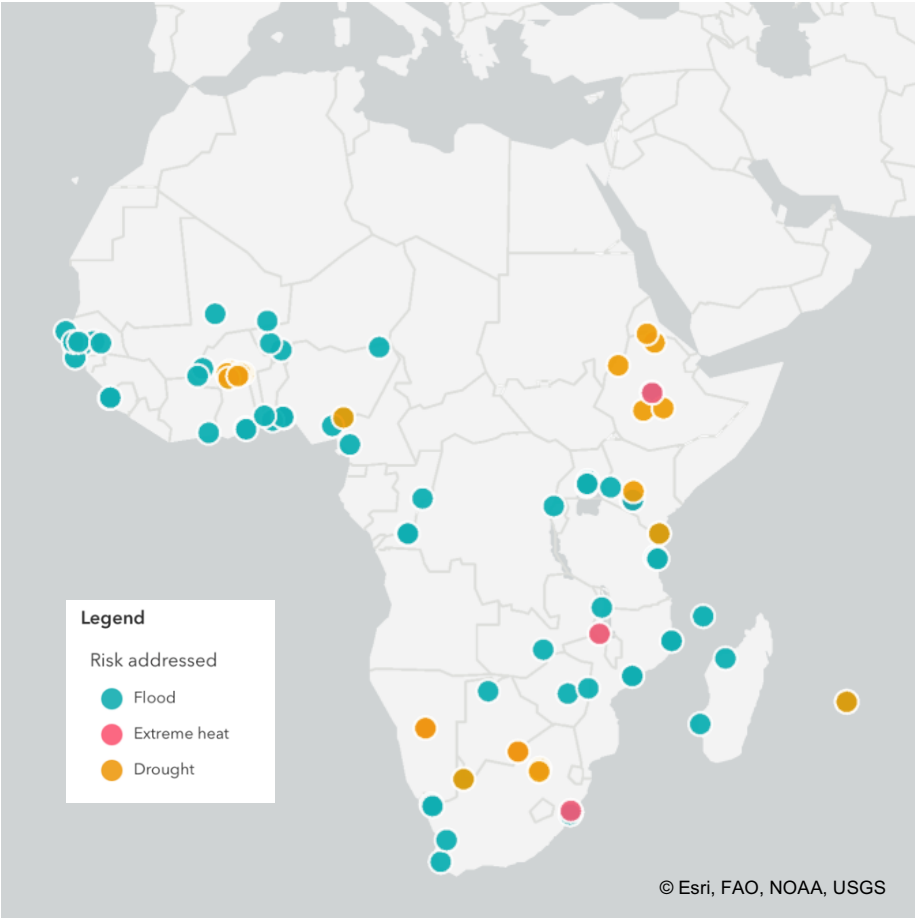 Legend
Risk addressed
Flood
Extreme heat
Drought
© Esri, FAO, NOAA, USGS